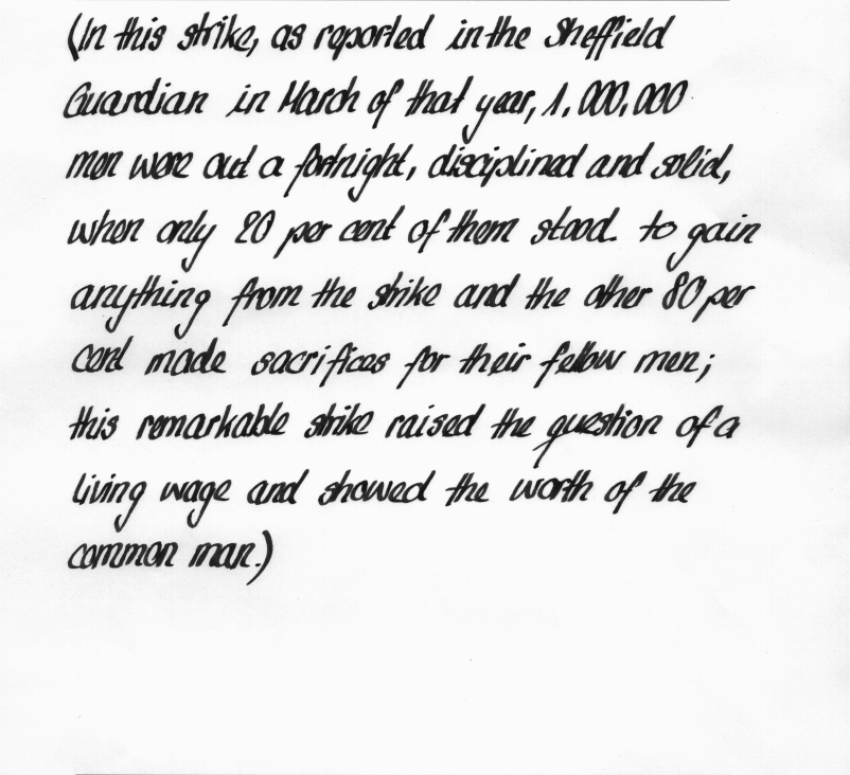 (In this strike, as reported in the Sheffield
Guardian in March of that year, 1,000,000
men were out a fortnight, disciplined and solid,
when only 20 per cent of them stood. to gain
anything from the strike and the other 80 per
cent made sacrifices for their fellow men;
this remarkable strike raised the question of a
living wage and showed the worth of the
common man.)